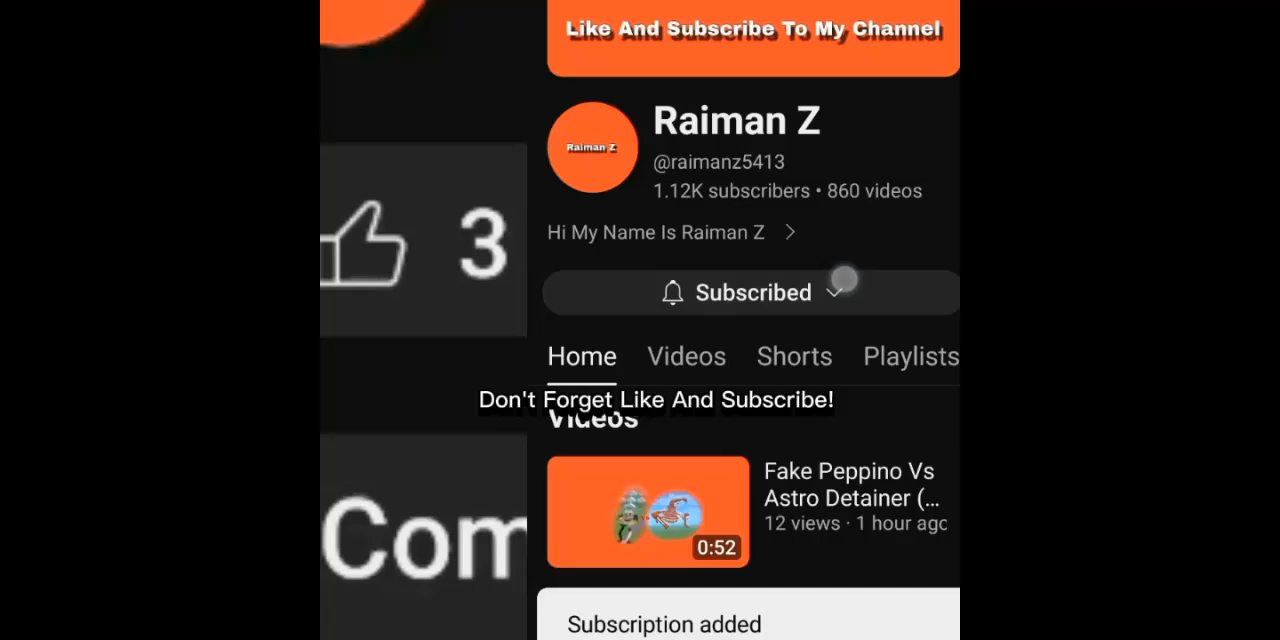 Like And Subscribe To My Channel
Raiman Z
Raiman Z
@raimanz5413
1.12K subscribers • 860 videos
Hi My Name Is Raiman Z
3
Subscribed
Home Videos Shorts Playlists
Don't Forget Like And Subscribe!
Videos
Fake Peppino Vs
Astro Detainer (...
12 views · 1 hour ago
0:52
Com
Subscription added